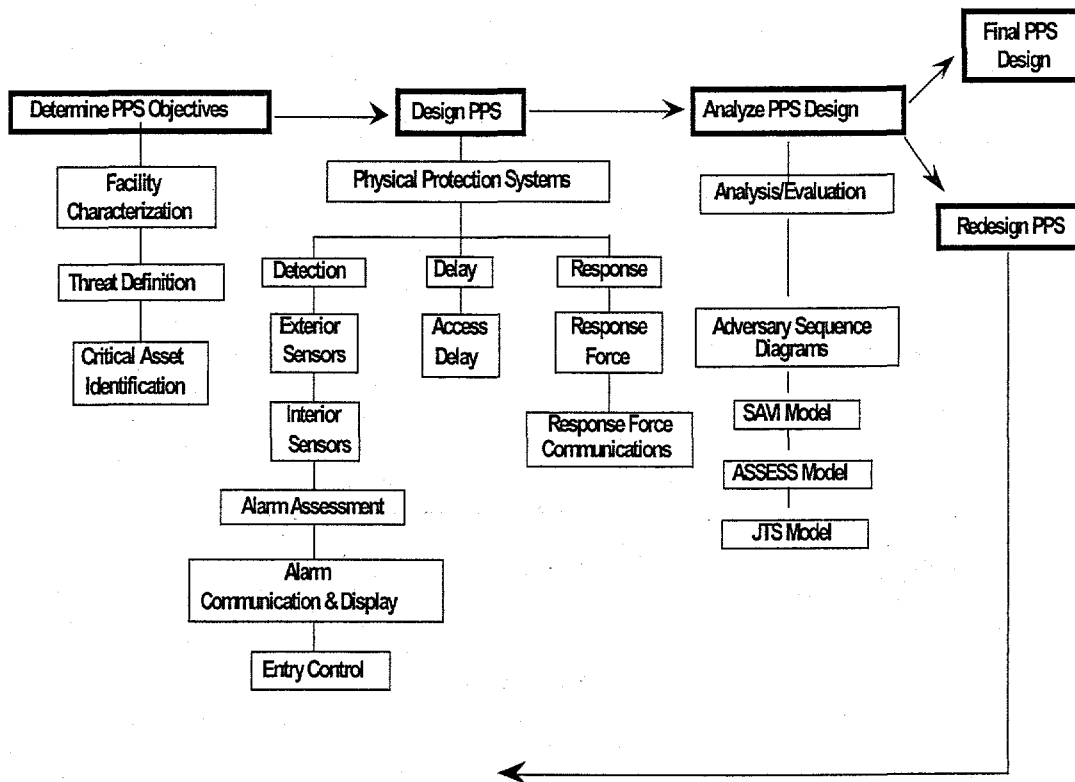 Final PPS
Design
Determine PPS Objectives
Design PPS
Analyze PPS Design
Facility
Characterization
Threat Definition
Critical Asset
Identification
Physical Protection Systems
Detection
Exterior
Sensors
Interior
Sensors
Alarm Assessment
Alarm
Communication & Display
Entry Control
Delay
Access
Delay
Response
Response
Force
Response Force
Communications
Analysis/Evaluation
Adversary Sequence
Diagrams
SAVI Model
ASSESS Model
JTS Model
Redesign PPS